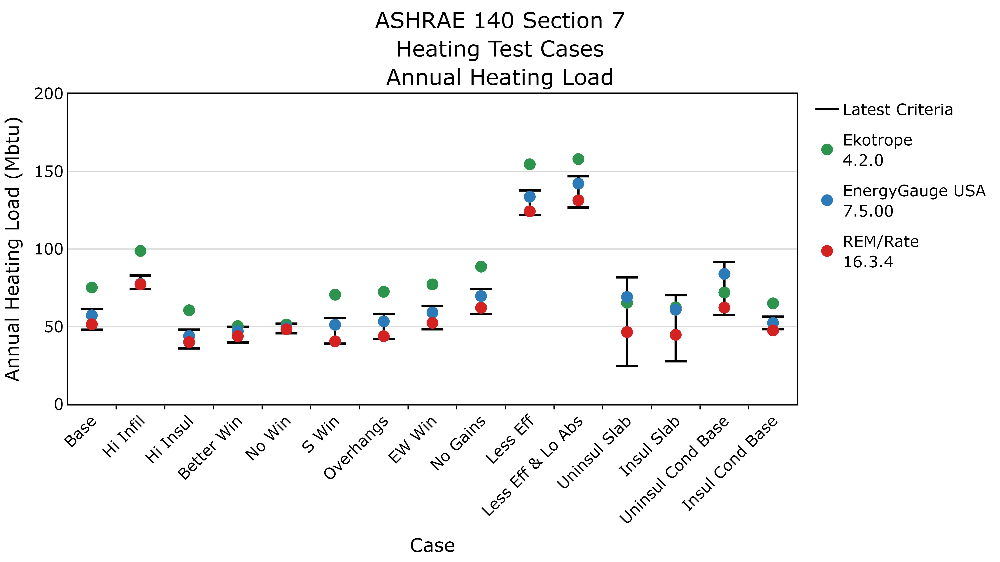 ASHRAE 140 Section 7
Heating Test Cases
Annual Heating Load
Annual Heating Load (Mbtu)
200
150
100
50
0
Base
Hi Infil
Hi Insul
Better Win
No Win
S Win
Overhangs
EW Win
No Gains
Less Eff
Less Eff & Lo Abs
Uninsul Slab
Insul Slab
Uninsul Cond Base
Insul Cond Base
Case
Latest Criteria
Ekotrope
4.2.0
EnergyGauge USA
7.5.00
REM/Rate
16.3.4